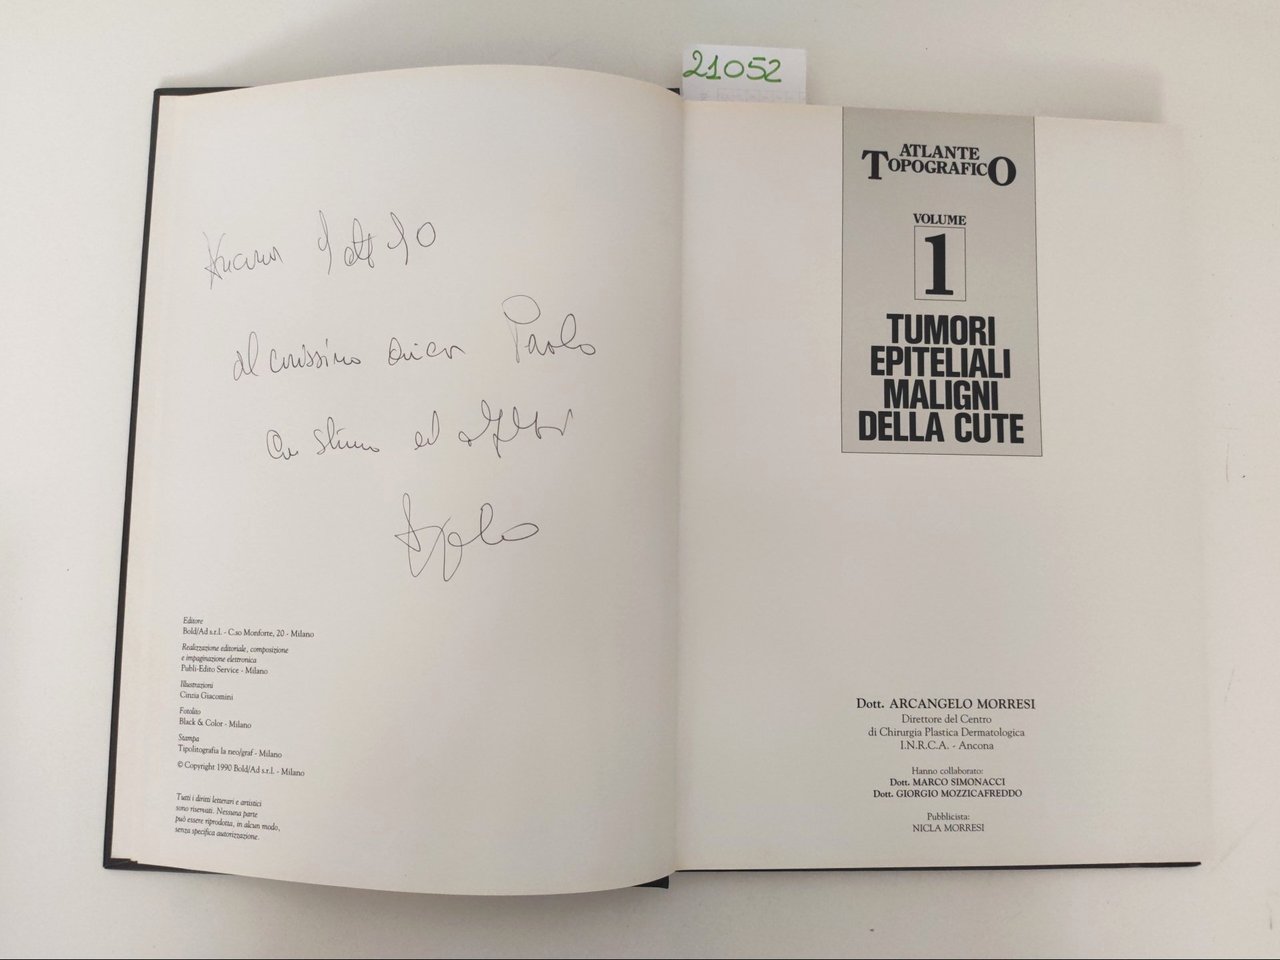 21052
Ancona
al carissimo amico Paolo
con stima ed
Editore
Bold/Ad s.r.l. - C.so Monforte, 20 - Milano
Realizzazione editoriale, composizione
e impaginazione elettronica
Publi-Edito Service - Milano
Illustrazioni
Cinzia Giacomini
Fotolito
Black & Color - Milano
Stampa
Tipolitografia la neo/graf - Milano
© Copyright 1990 Bold/Ad s.r.l. - Milano
Tutti i diritti letterari e artistici
sono riservati. Nessuna parte
può essere riprodotta, in alcun modo,
senza specifica autorizzazione.
ATLANTE
TOPOGRAFICO
VOLUME
1
TUMORI
EPITELIALI
MALIGNI
DELLA CUTE
Dott. ARCANGELO MORRESI
Direttore del Centro
di Chirurgia Plastica Dermatologica
I.N.R.C.A. - Ancona
Hanno collaborato:
Dott. MARCO SIMONACCI
Dott. GIORGIO MOZZICAFREDDO
Pubblicista:
NICLA MORRESI